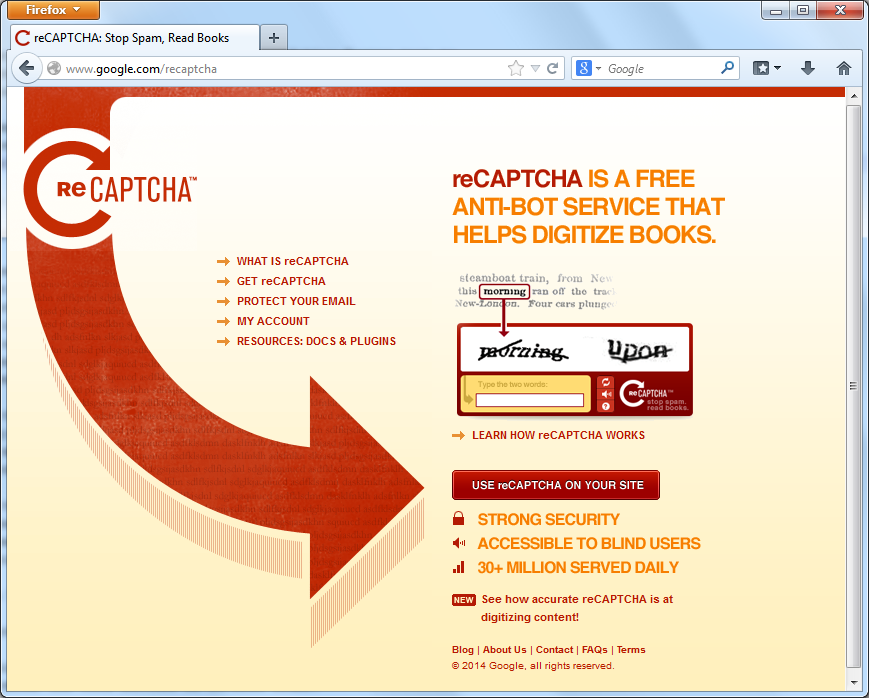 Firefox
reCAPTCHA: Stop Spam, Read Books
www.google.com/recaptcha
Google
reCAPTCHA™
WHAT IS reCAPTCHA
GET reCAPTCHA
PROTECT YOUR EMAIL
MY ACCOUNT
RESOURCES: DOCS & PLUGINS
reCAPTCHA IS A FREE
ANTI-BOT SERVICE THAT
HELPS DIGITIZE BOOKS.
steamboat train, from New
this morning ran off the trac
New-London. Four cars plunge
morning upon
Type the two words:
reCAPTCHA™
stop spam.
read books.
LEARN HOW reCAPTCHA WORKS
USE reCAPTCHA ON YOUR SITE
STRONG SECURITY
ACCESSIBLE TO BLIND USERS
30+ MILLION SERVED DAILY
NEW See how accurate reCAPTCHA is at
digitizing content!
Blog | About Us | Contact | FAQs | Terms
© 2014 Google, all rights reserved.